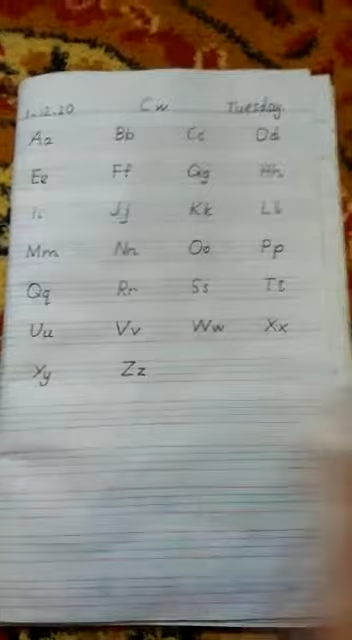 1.12.20 Cw Tuesday.
Aa Bb Cc Dd
Ee Ff Gg Hh
Ii Jj Kk Ll
Mm Nn Oo Pp
Qq Rr Ss Tt
Uu Vv Ww Xx
Yy Zz